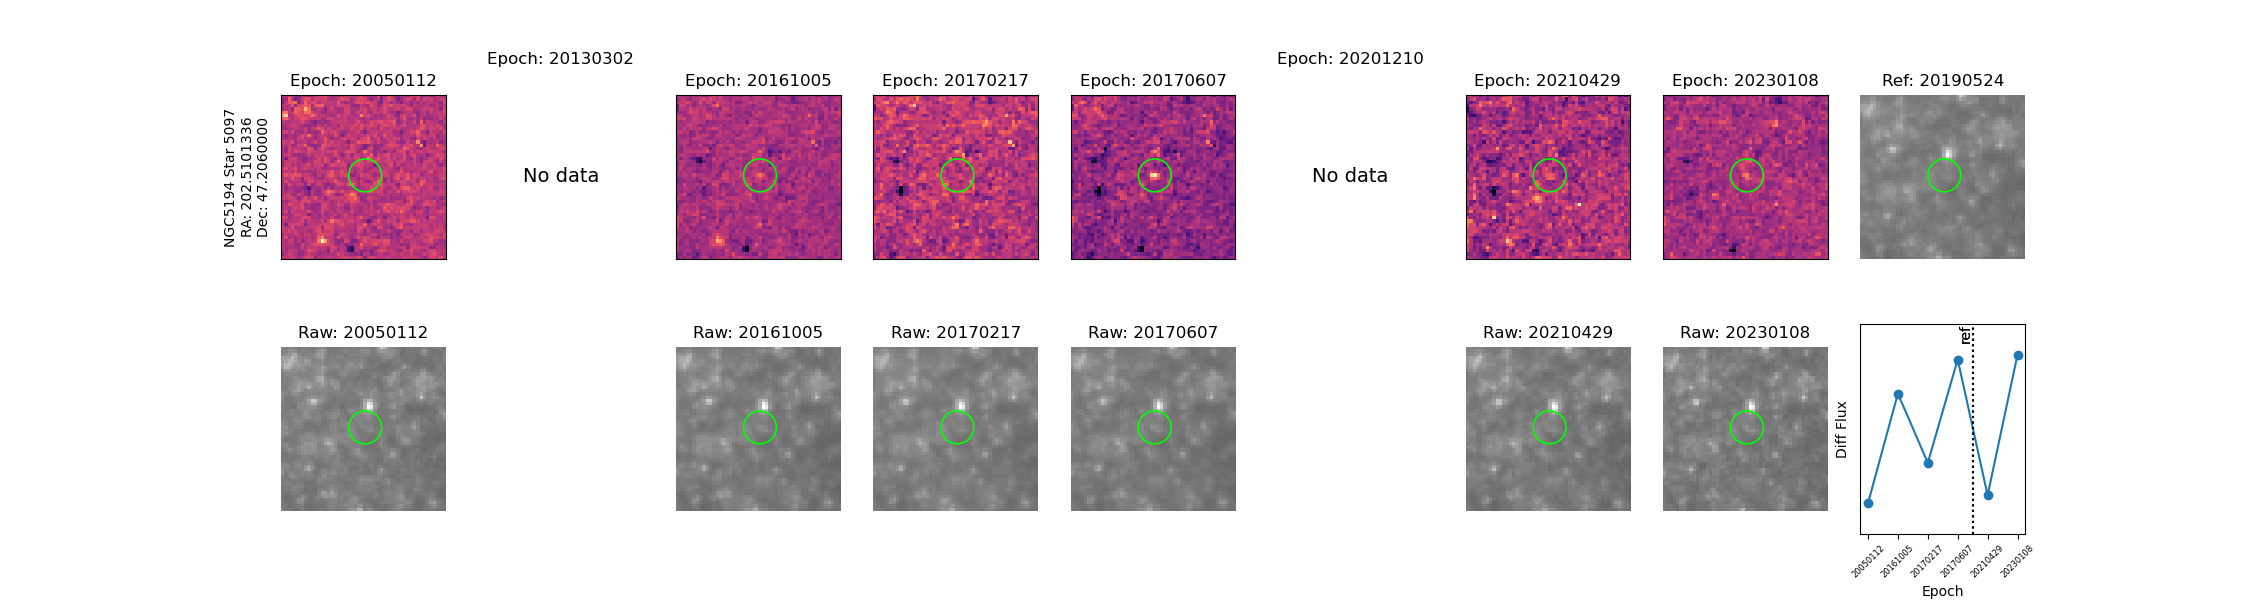 NGC5194 Star 5097
RA: 202.5101336
Dec: 47.2060000
Epoch: 20050112
Epoch: 20130302
No data
Epoch: 20161005
Epoch: 20170217
Epoch: 20170607
Epoch: 20201210
No data
Epoch: 20210429
Epoch: 20230108
Ref: 20190524
Raw: 20050112
Raw: 20161005
Raw: 20170217
Raw: 20170607
Raw: 20210429
Raw: 20230108
Diff Flux
ref
20050112
20161005
20170217
20170607
20210429
20230108
Epoch